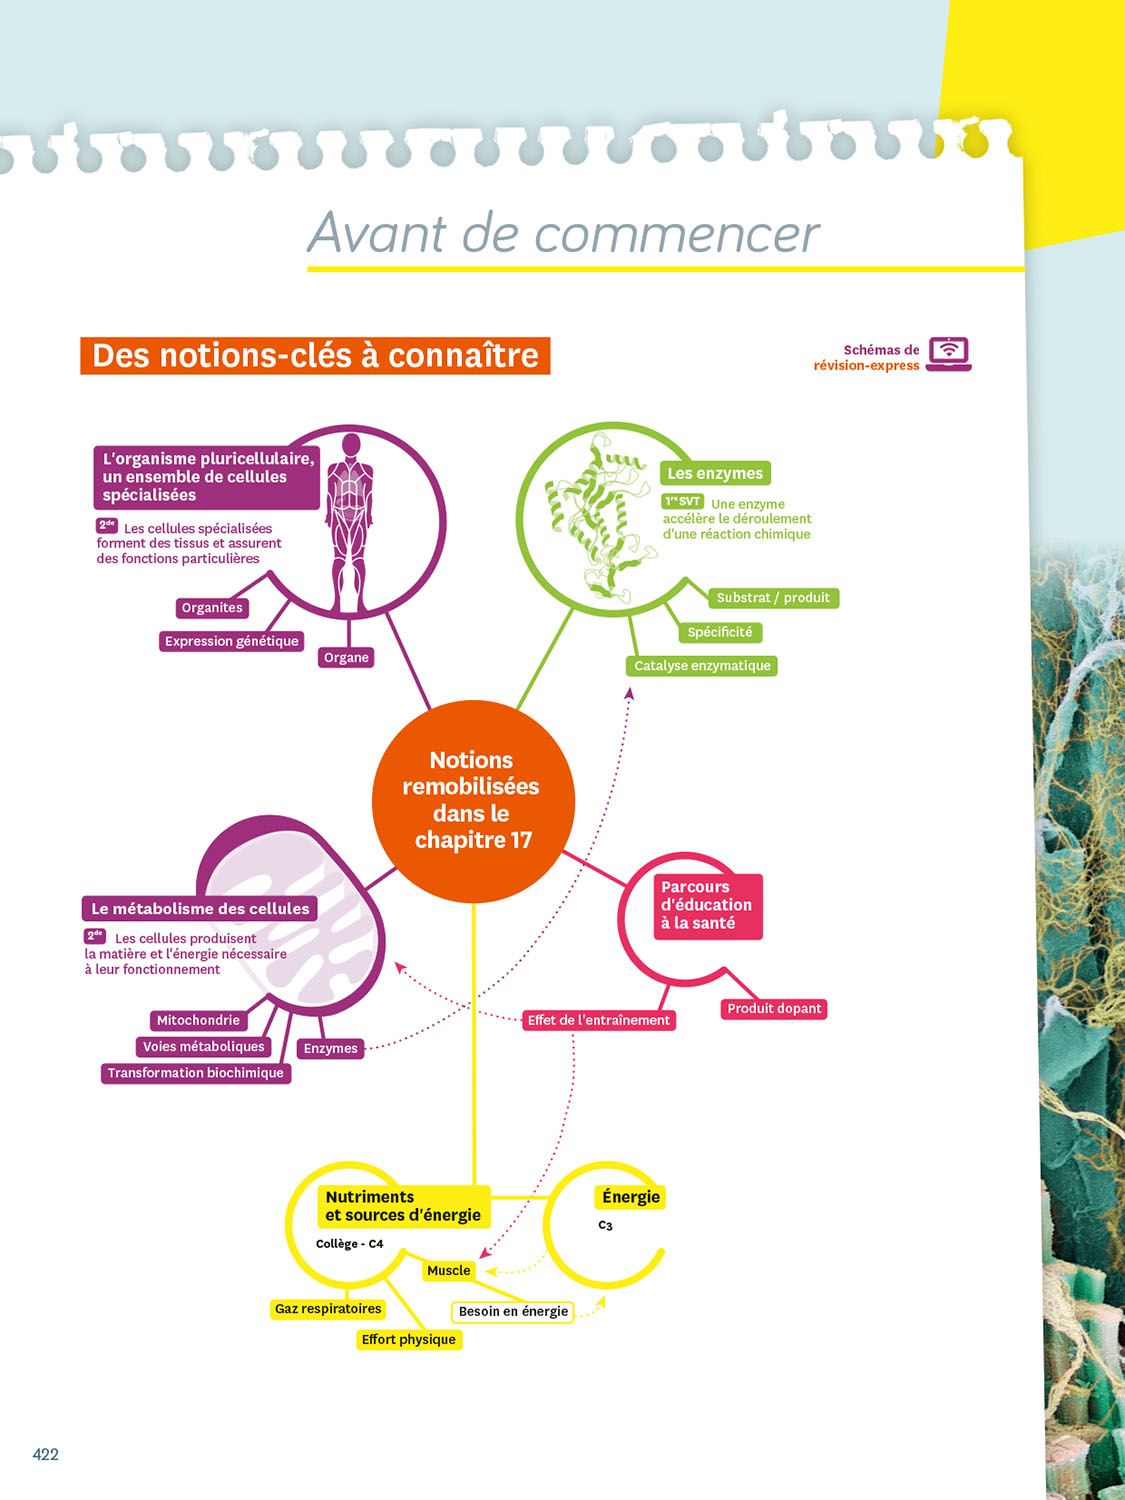 Avant de commencer
Des notions-clés à connaître
Schémas de
révision-express
L'organisme pluricellulaire,
un ensemble de cellules
spécialisées
2de Les cellules spécialisées
forment des tissus et assurent
des fonctions particulières
Organites
Expression génétique
Organe
Les enzymes
1re SVT Une enzyme
accélère le déroulement
d'une réaction chimique
Substrat / produit
Spécificité
Catalyse enzymatique
Notions
remobilisées
dans le
chapitre 17
Le métabolisme des cellules
2de Les cellules produisent
la matière et l'énergie nécessaire
à leur fonctionnement
Mitochondrie
Voies métaboliques
Enzymes
Transformation biochimique
Parcours
d'éducation
à la santé
Produit dopant
Effet de l'entraînement
Nutriments
et sources d'énergie
Collège - C4
Muscle
Besoin en énergie
Gaz respiratoires
Effort physique
Énergie
C3
422